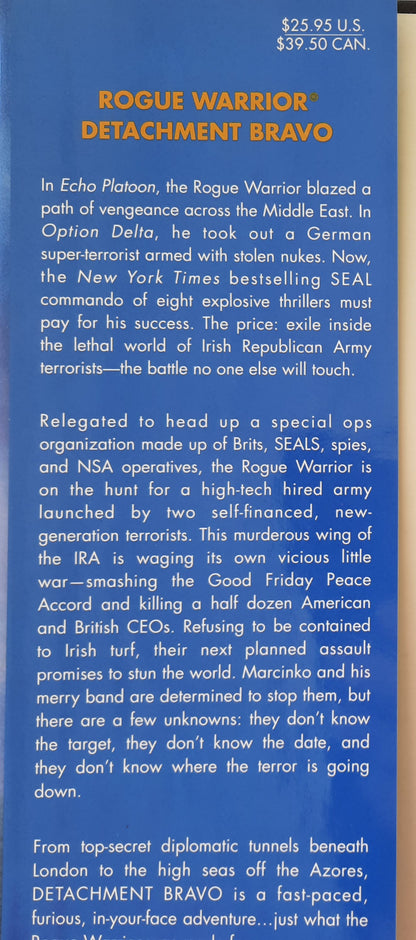 $25.95 U.S.
$39.50 CAN.
ROGUE WARRIOR®
DETACHMENT BRAVO
In Echo Platoon, the Rogue Warrior blazed a
path of vengeance across the Middle East. In
Option Delta, he took out a German
super-terrorist armed with stolen nukes. Now,
the New York Times bestselling SEAL
commando of eight explosive thrillers must
pay for his success. The price: exile inside
the lethal world of Irish Republican Army
terrorists—the battle no one else will touch.
Relegated to head up a special ops
organization made up of Brits, SEALS, spies,
and NSA operatives, the Rogue Warrior is
on the hunt for a high-tech hired army
launched by two self-financed, new-
generation terrorists. This murderous wing of
the IRA is waging its own vicious little
war—smashing the Good Friday Peace
Accord and killing a half dozen American
and British CEOs. Refusing to be contained
to Irish turf, their next planned assault
promises to stun the world. Marcinko and his
merry band are determined to stop them, but
there are a few unknowns: they don't know
the target, they don't know the date, and
they don't know where the terror is going
down.
From top-secret diplomatic tunnels beneath
London to the high seas off the Azores,
DETACHMENT BRAVO is a fast-paced,
furious, in-your-face adventure...just what the